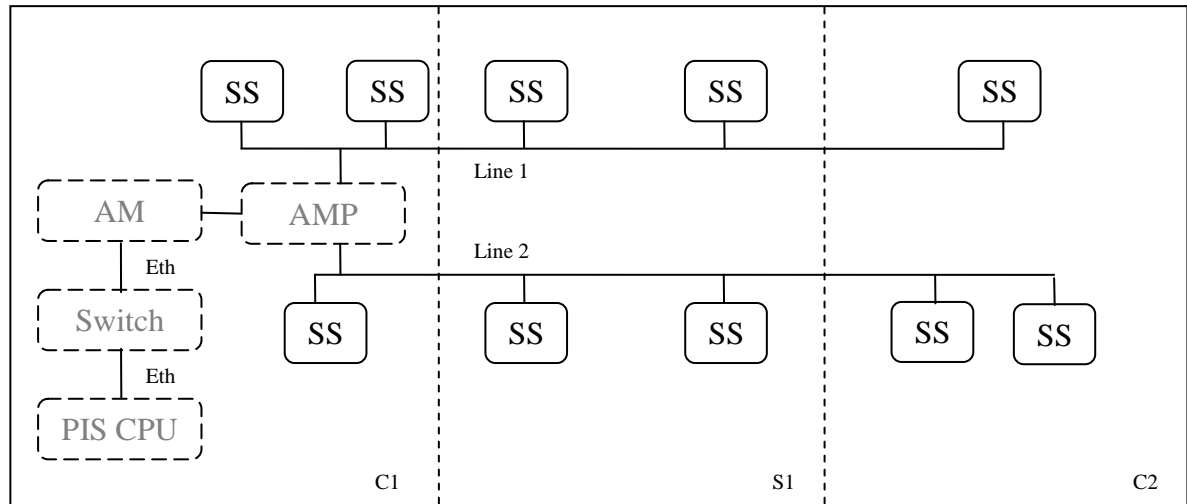 SS SS SS SS SS
Line 1
AM AMP
Line 2
Eth
Switch SS SS SS SS SS
Eth
PIS CPU
C1 S1 C2